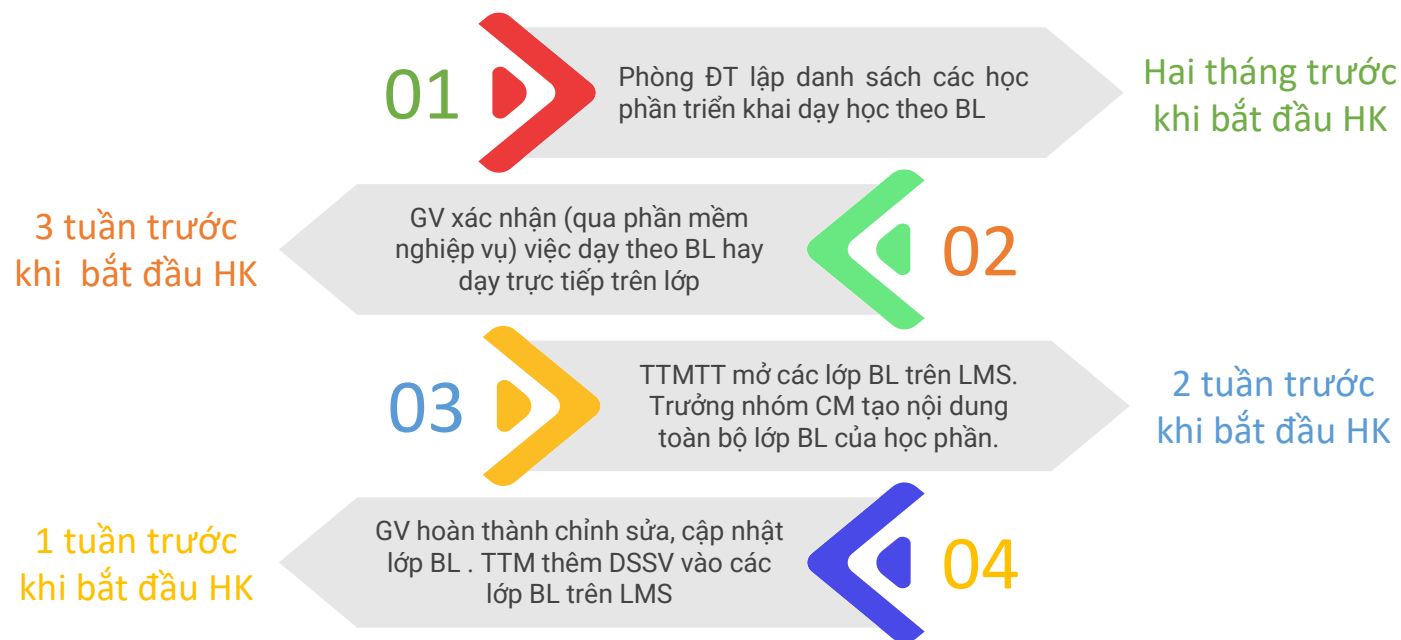 01
Phòng ĐT lập danh sách các học
phần triển khai dạy học theo BL
Hai tháng trước
khi bắt đầu HK
3 tuần trước
khi bắt đầu HK
GV xác nhận (qua phần mềm
nghiệp vụ) việc dạy theo BL hay
dạy trực tiếp trên lớp
02
03
TTMTT mở các lớp BL trên LMS.
Trưởng nhóm CM tạo nội dung
toàn bộ lớp BL của học phần.
2 tuần trước
khi bắt đầu HK
1 tuần trước
khi bắt đầu HK
GV hoàn thành chỉnh sửa, cập nhật
lớp BL . TTM thêm DSSV vào các
lớp BL trên LMS
04